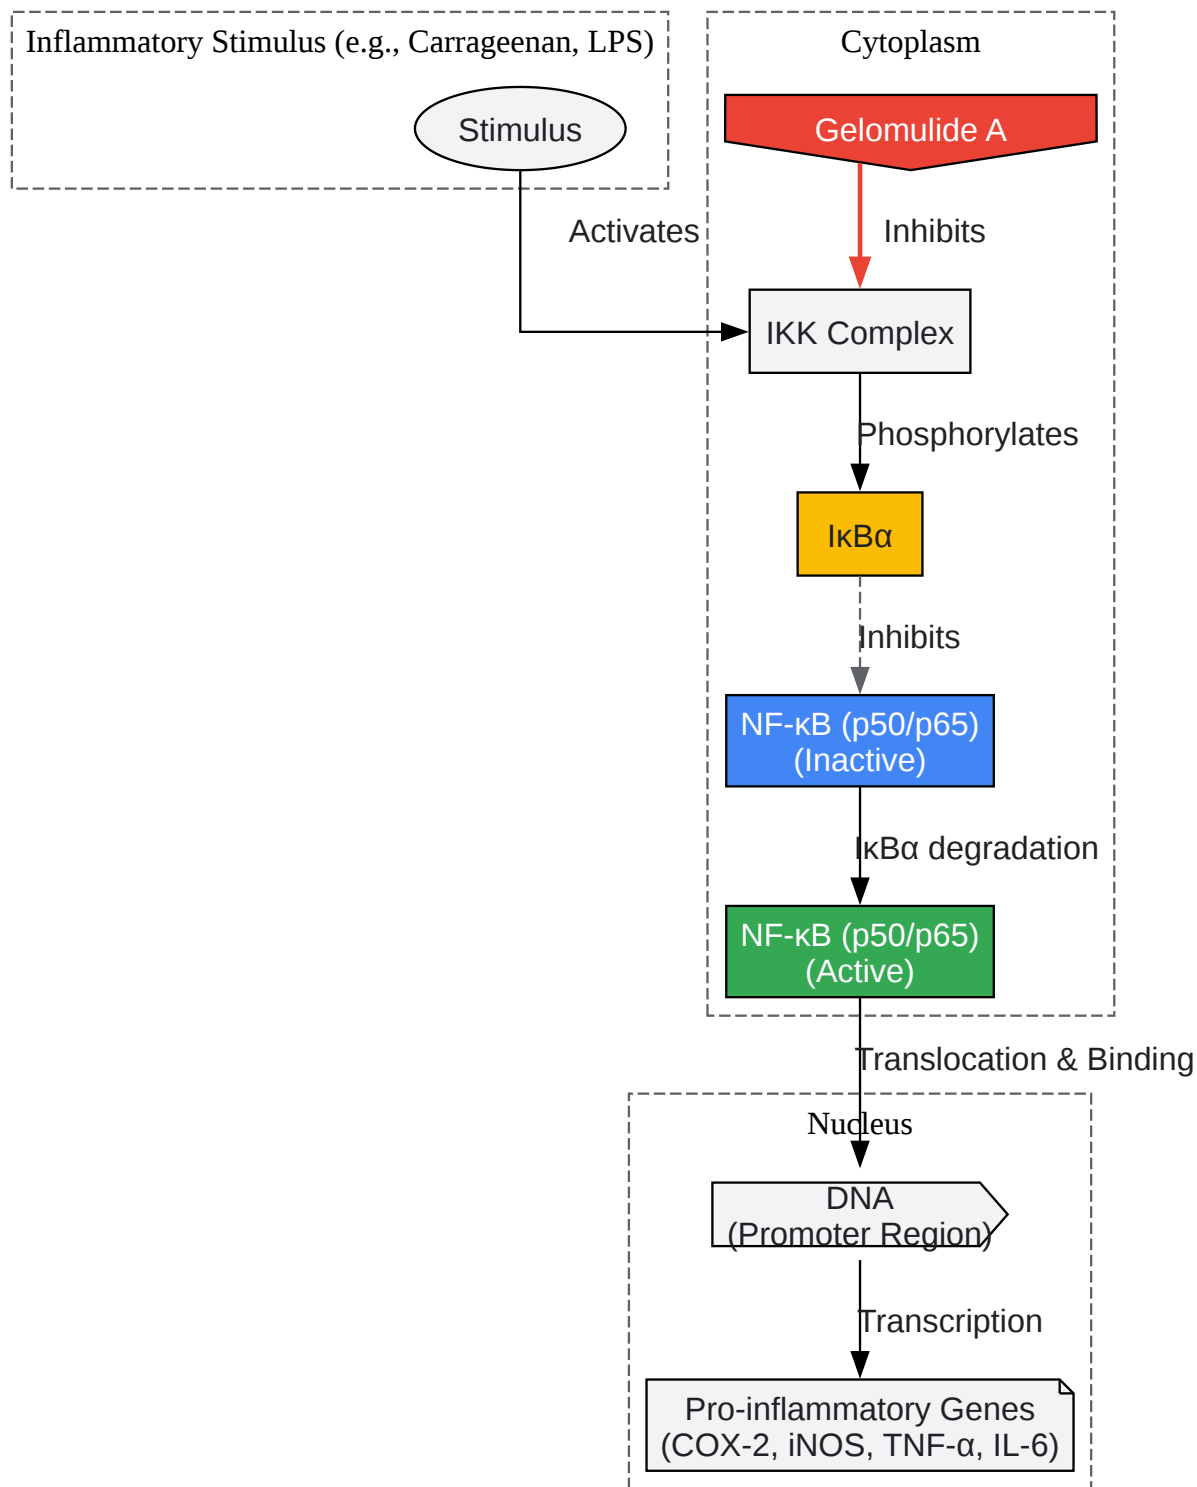 Inflammatory Stimulus (e.g., Carrageenan, LPS)
Cytoplasm
Stimulus
Gelomulide A
Activates
Inhibits
IKK Complex
Phosphorylates
IκBα
Inhibits
NF-κB (p50/p65)
(Inactive)
IκBα degradation
NF-κB (p50/p65)
(Active)
Translocation & Binding
Nucleus
DNA
(Promoter Region)
Transcription
Pro-inflammatory Genes
(COX-2, iNOS, TNF-α, IL-6)